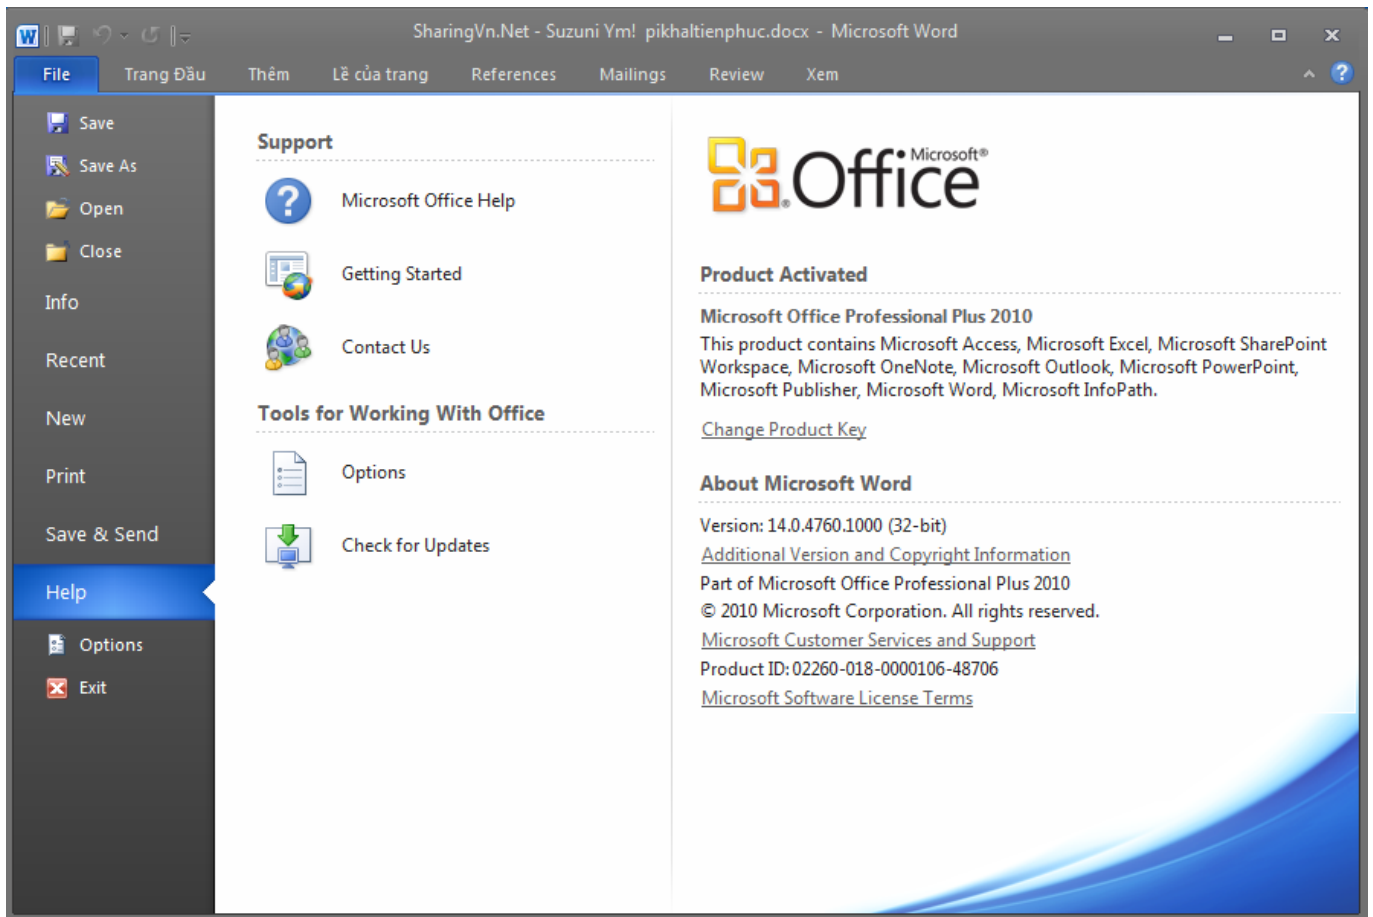 SharingVn.Net - Suzuni Ym!  pikhaltienphuc.docx  -  Microsoft Word
File Trang Đầu Thêm Lề của trang References Mailings Review Xem
Save
Save As
Open
Close
Info
Recent
New
Print
Save & Send
Help
Options
Exit
Support
Microsoft Office Help
Getting Started
Contact Us
Tools for Working With Office
Options
Check for Updates
Microsoft®
Office
Product Activated
Microsoft Office Professional Plus 2010
This product contains Microsoft Access, Microsoft Excel, Microsoft SharePoint
Workspace, Microsoft OneNote, Microsoft Outlook, Microsoft PowerPoint,
Microsoft Publisher, Microsoft Word, Microsoft InfoPath.
Change Product Key
About Microsoft Word
Version: 14.0.4760.1000 (32-bit)
Additional Version and Copyright Information
Part of Microsoft Office Professional Plus 2010
© 2010 Microsoft Corporation. All rights reserved.
Microsoft Customer Services and Support
Product ID: 02260-018-0000106-48706
Microsoft Software License Terms